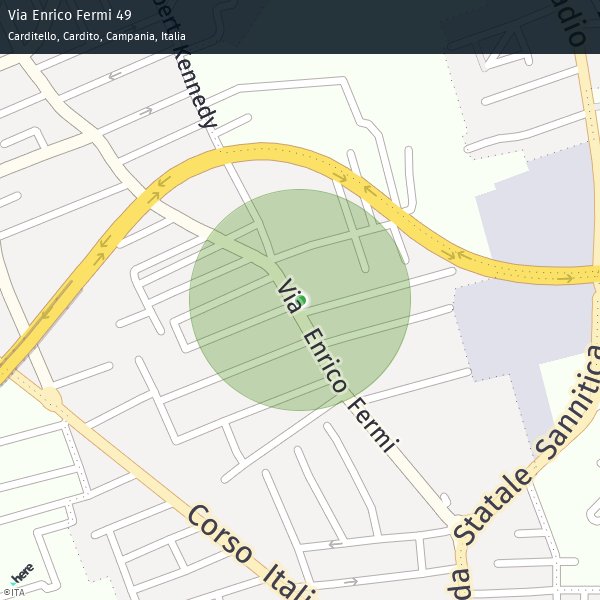 Via Enrico Fermi 49
Carditello, Cardito, Campania, Italia
Kennedy
Via Enrico Fermi
Statale Sannitica
Corso Itali
here
©ITA